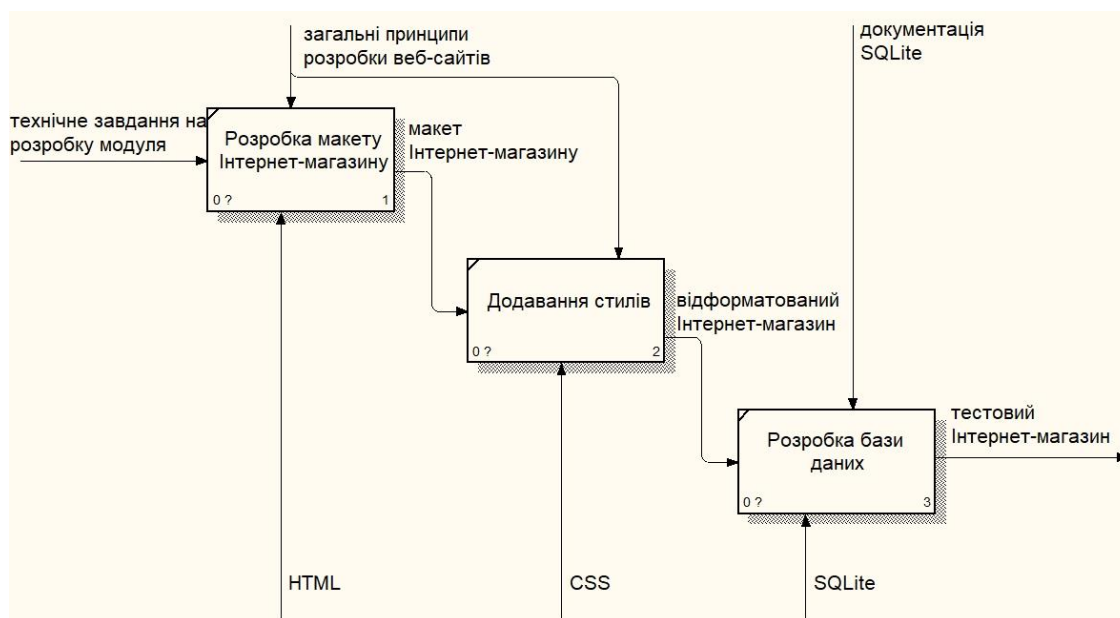 загальні принципи
розробки веб-сайтів
документація
SQLite
технічне завдання на
розробку модуля
Розробка макету
Інтернет-магазину
0 ?
1
макет
Інтернет-магазину
Додавання стилів
0 ?
2
відформатований
Інтернет-магазин
Розробка бази
даних
0 ?
3
тестовий
Інтернет-магазин
HTML
CSS
SQLite